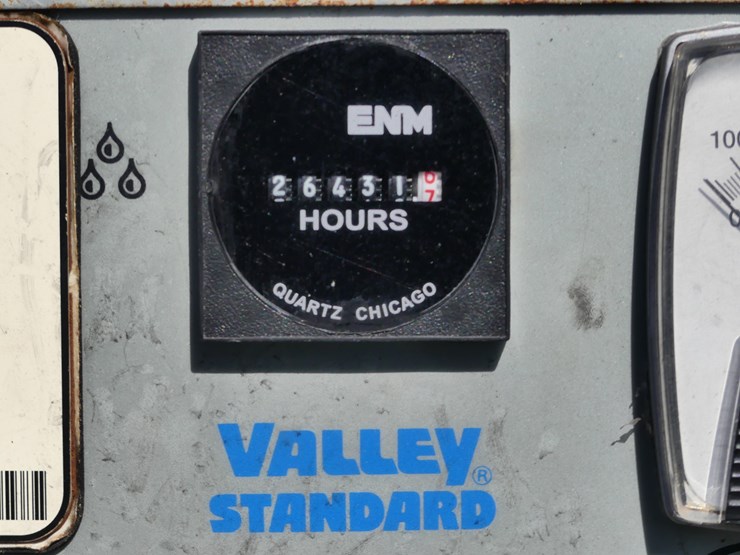 ENM
26431.
HOURS
QUARTZ CHICAGO
VALLEY®
STANDARD